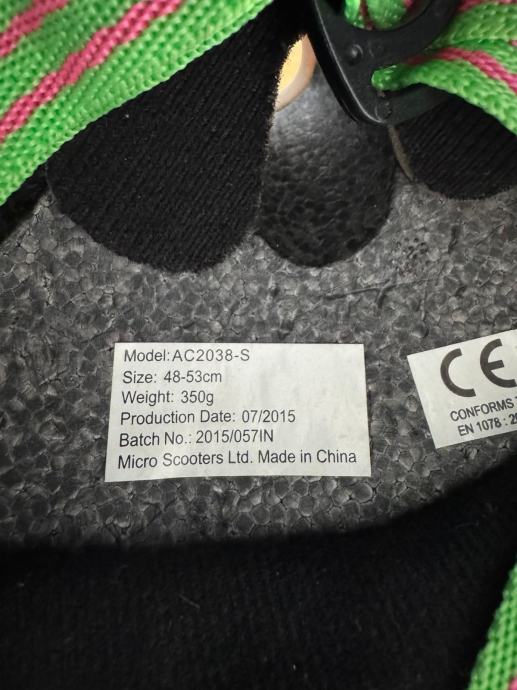 Model: AC2038-S
Size: 48-53cm
Weight: 350g
Production Date: 07/2015
Batch No.: 2015/057IN
Micro Scooters Ltd. Made in China
CE
CONFORMS
EN 1078 :